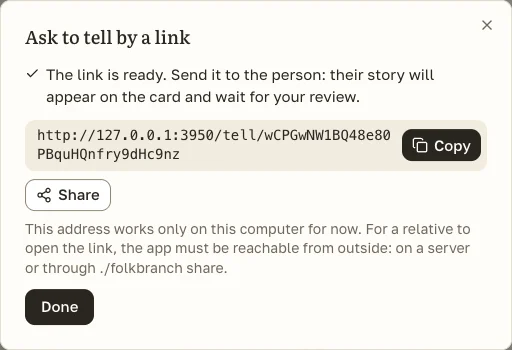 Ask to tell by a link
The link is ready. Send it to the person: their story will
appear on the card and wait for your review.
http://127.0.0.1:3950/tell/wCPGwNW1BQ48e80
PBquHQnfry9dHc9nz
Copy
Share
This address works only on this computer for now. For a relative to
open the link, the app must be reachable from outside: on a server
or through ./folkbranch share.
Done